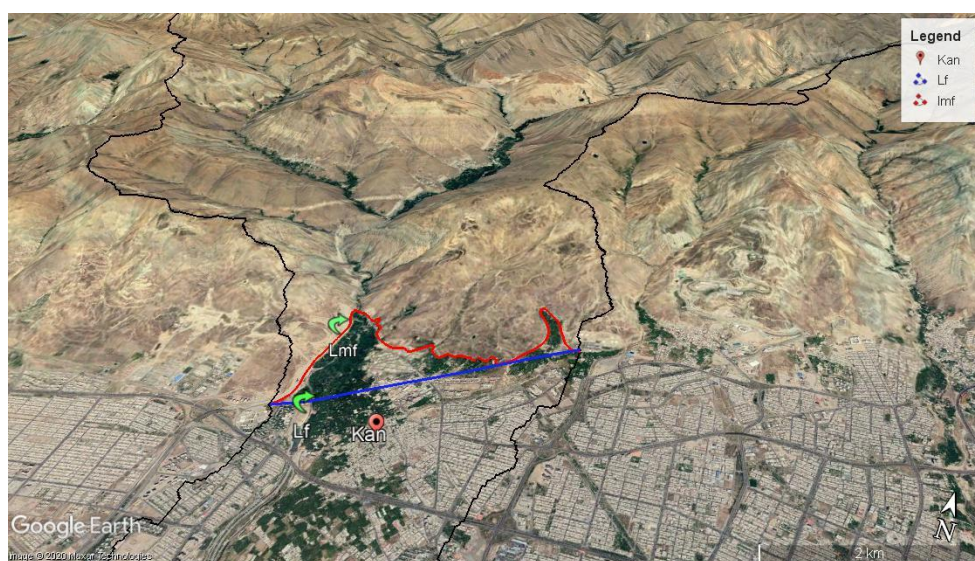 Legend
Kan
Lf
lmf
Lmf
Lf
Kan
Google Earth
Image © 2020 Maxar Technologies
N
2 km